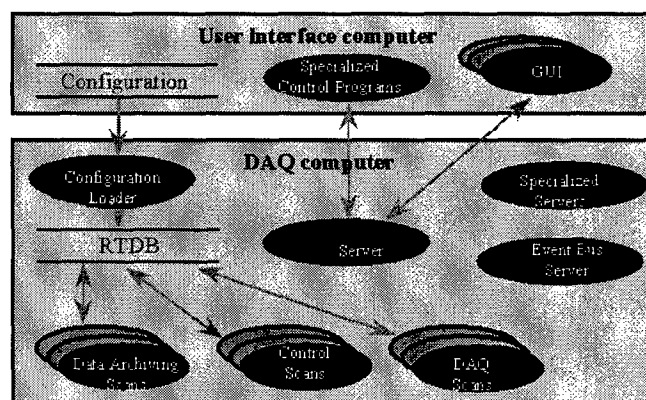 User Interface computer
Configuration
Specialized
Control Programs
GUI
DAQ computer
Configuration
Loader
RTDB
Server
Specialized
Servers
Event Bus
Server
Data Archiving
Scans
Control
Scans
DAQ
Scans